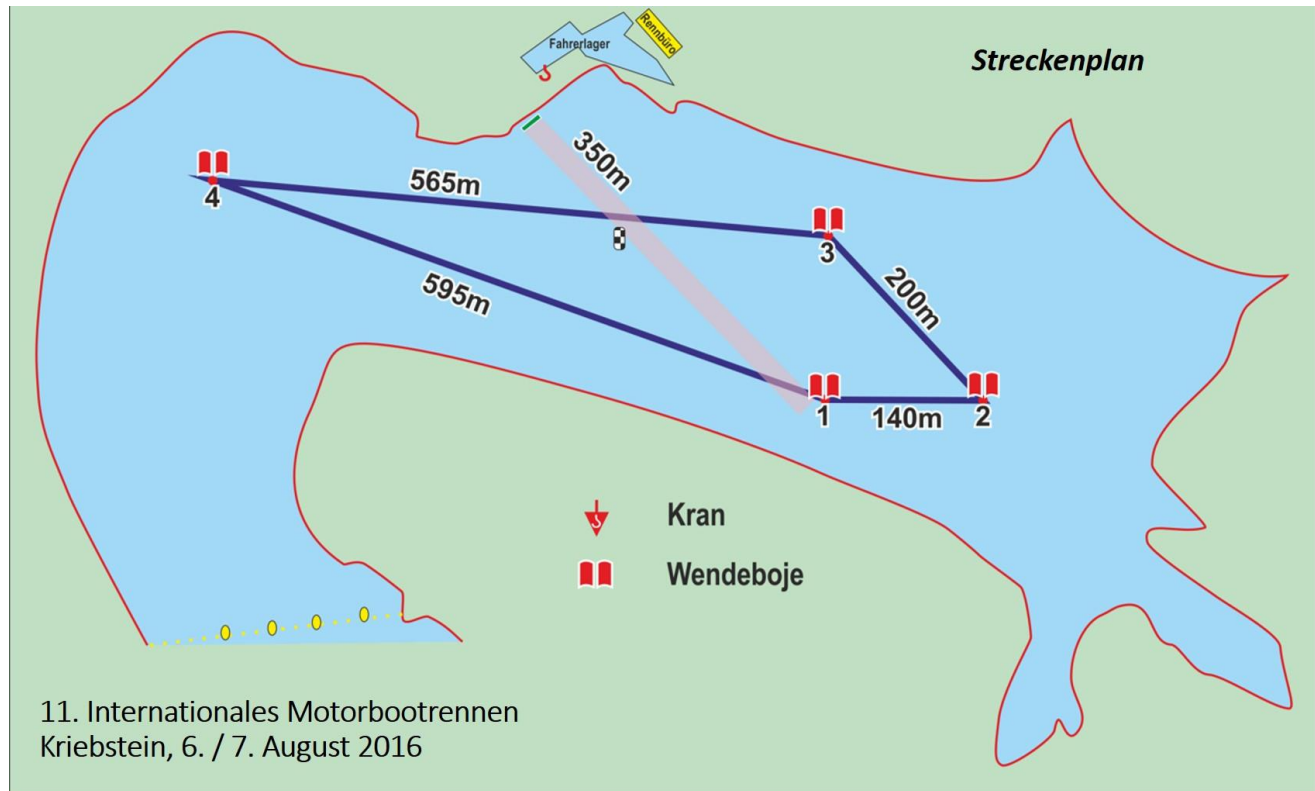 Rennbüro
Fahrerlager
Streckenplan
350m
565m
4
3
595m
200m
1
140m
2
Kran
Wendeboje
11. Internationales Motorbootrennen
Kriebstein, 6. / 7. August 2016